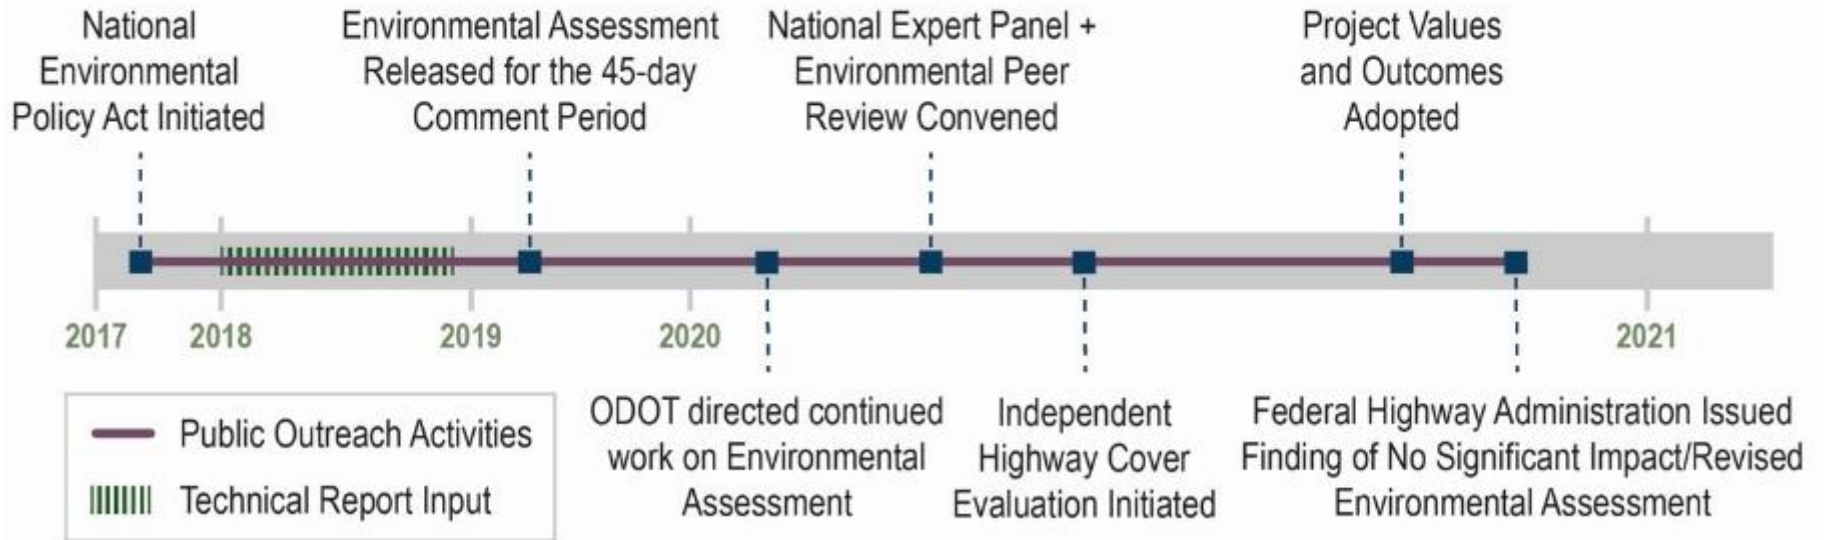 National
Environmental
Policy Act Initiated
Environmental Assessment
Released for the 45-day
Comment Period
National Expert Panel +
Environmental Peer
Review Convened
Project Values
and Outcomes
Adopted
2017
2018
2019
2020
2021
Public Outreach Activities
Technical Report Input
ODOT directed continued
work on Environmental
Assessment
Independent
Highway Cover
Evaluation Initiated
Federal Highway Administration Issued
Finding of No Significant Impact/Revised
Environmental Assessment